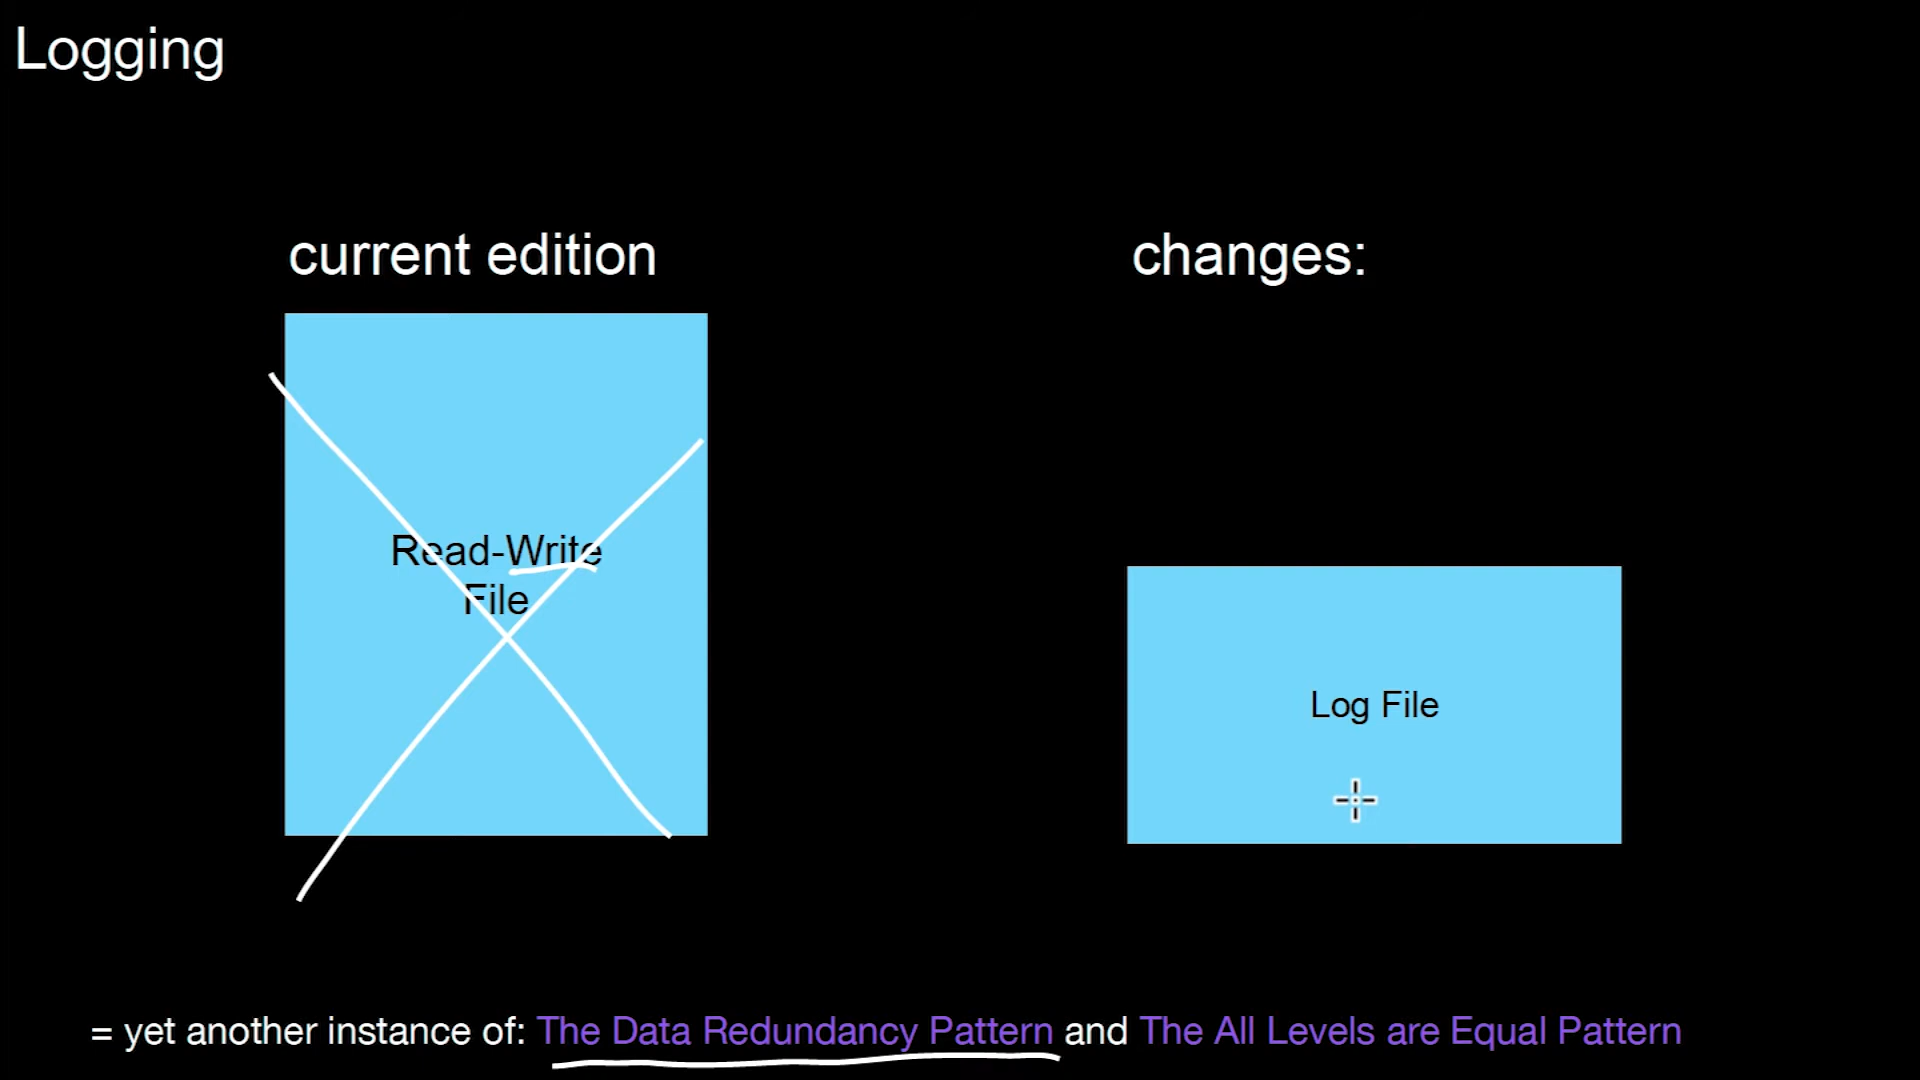 Logging
current edition
changes:
Read-Write
File
Log File
= yet another instance of: The Data Redundancy Pattern and The All Levels are Equal Pattern